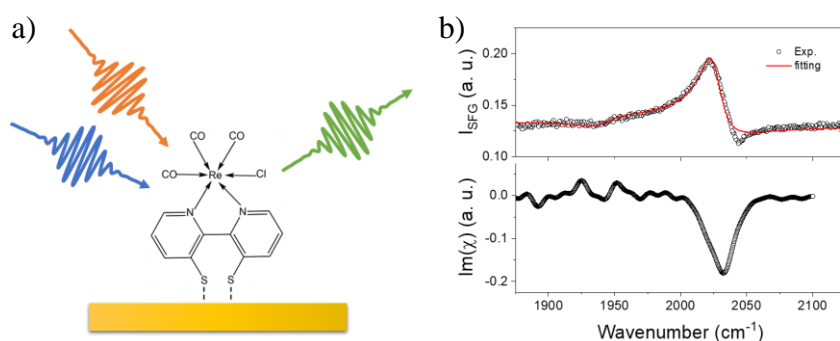 a)
CO
CO
CO
Re
Cl
N
N
S
S
b)
I_SFG (a. u.)
0.20
0.15
0.10
Exp.
fitting
Im(χ) (a. u.)
0.0
-0.1
-0.2
1900 1950 2000 2050 2100
Wavenumber (cm⁻¹)